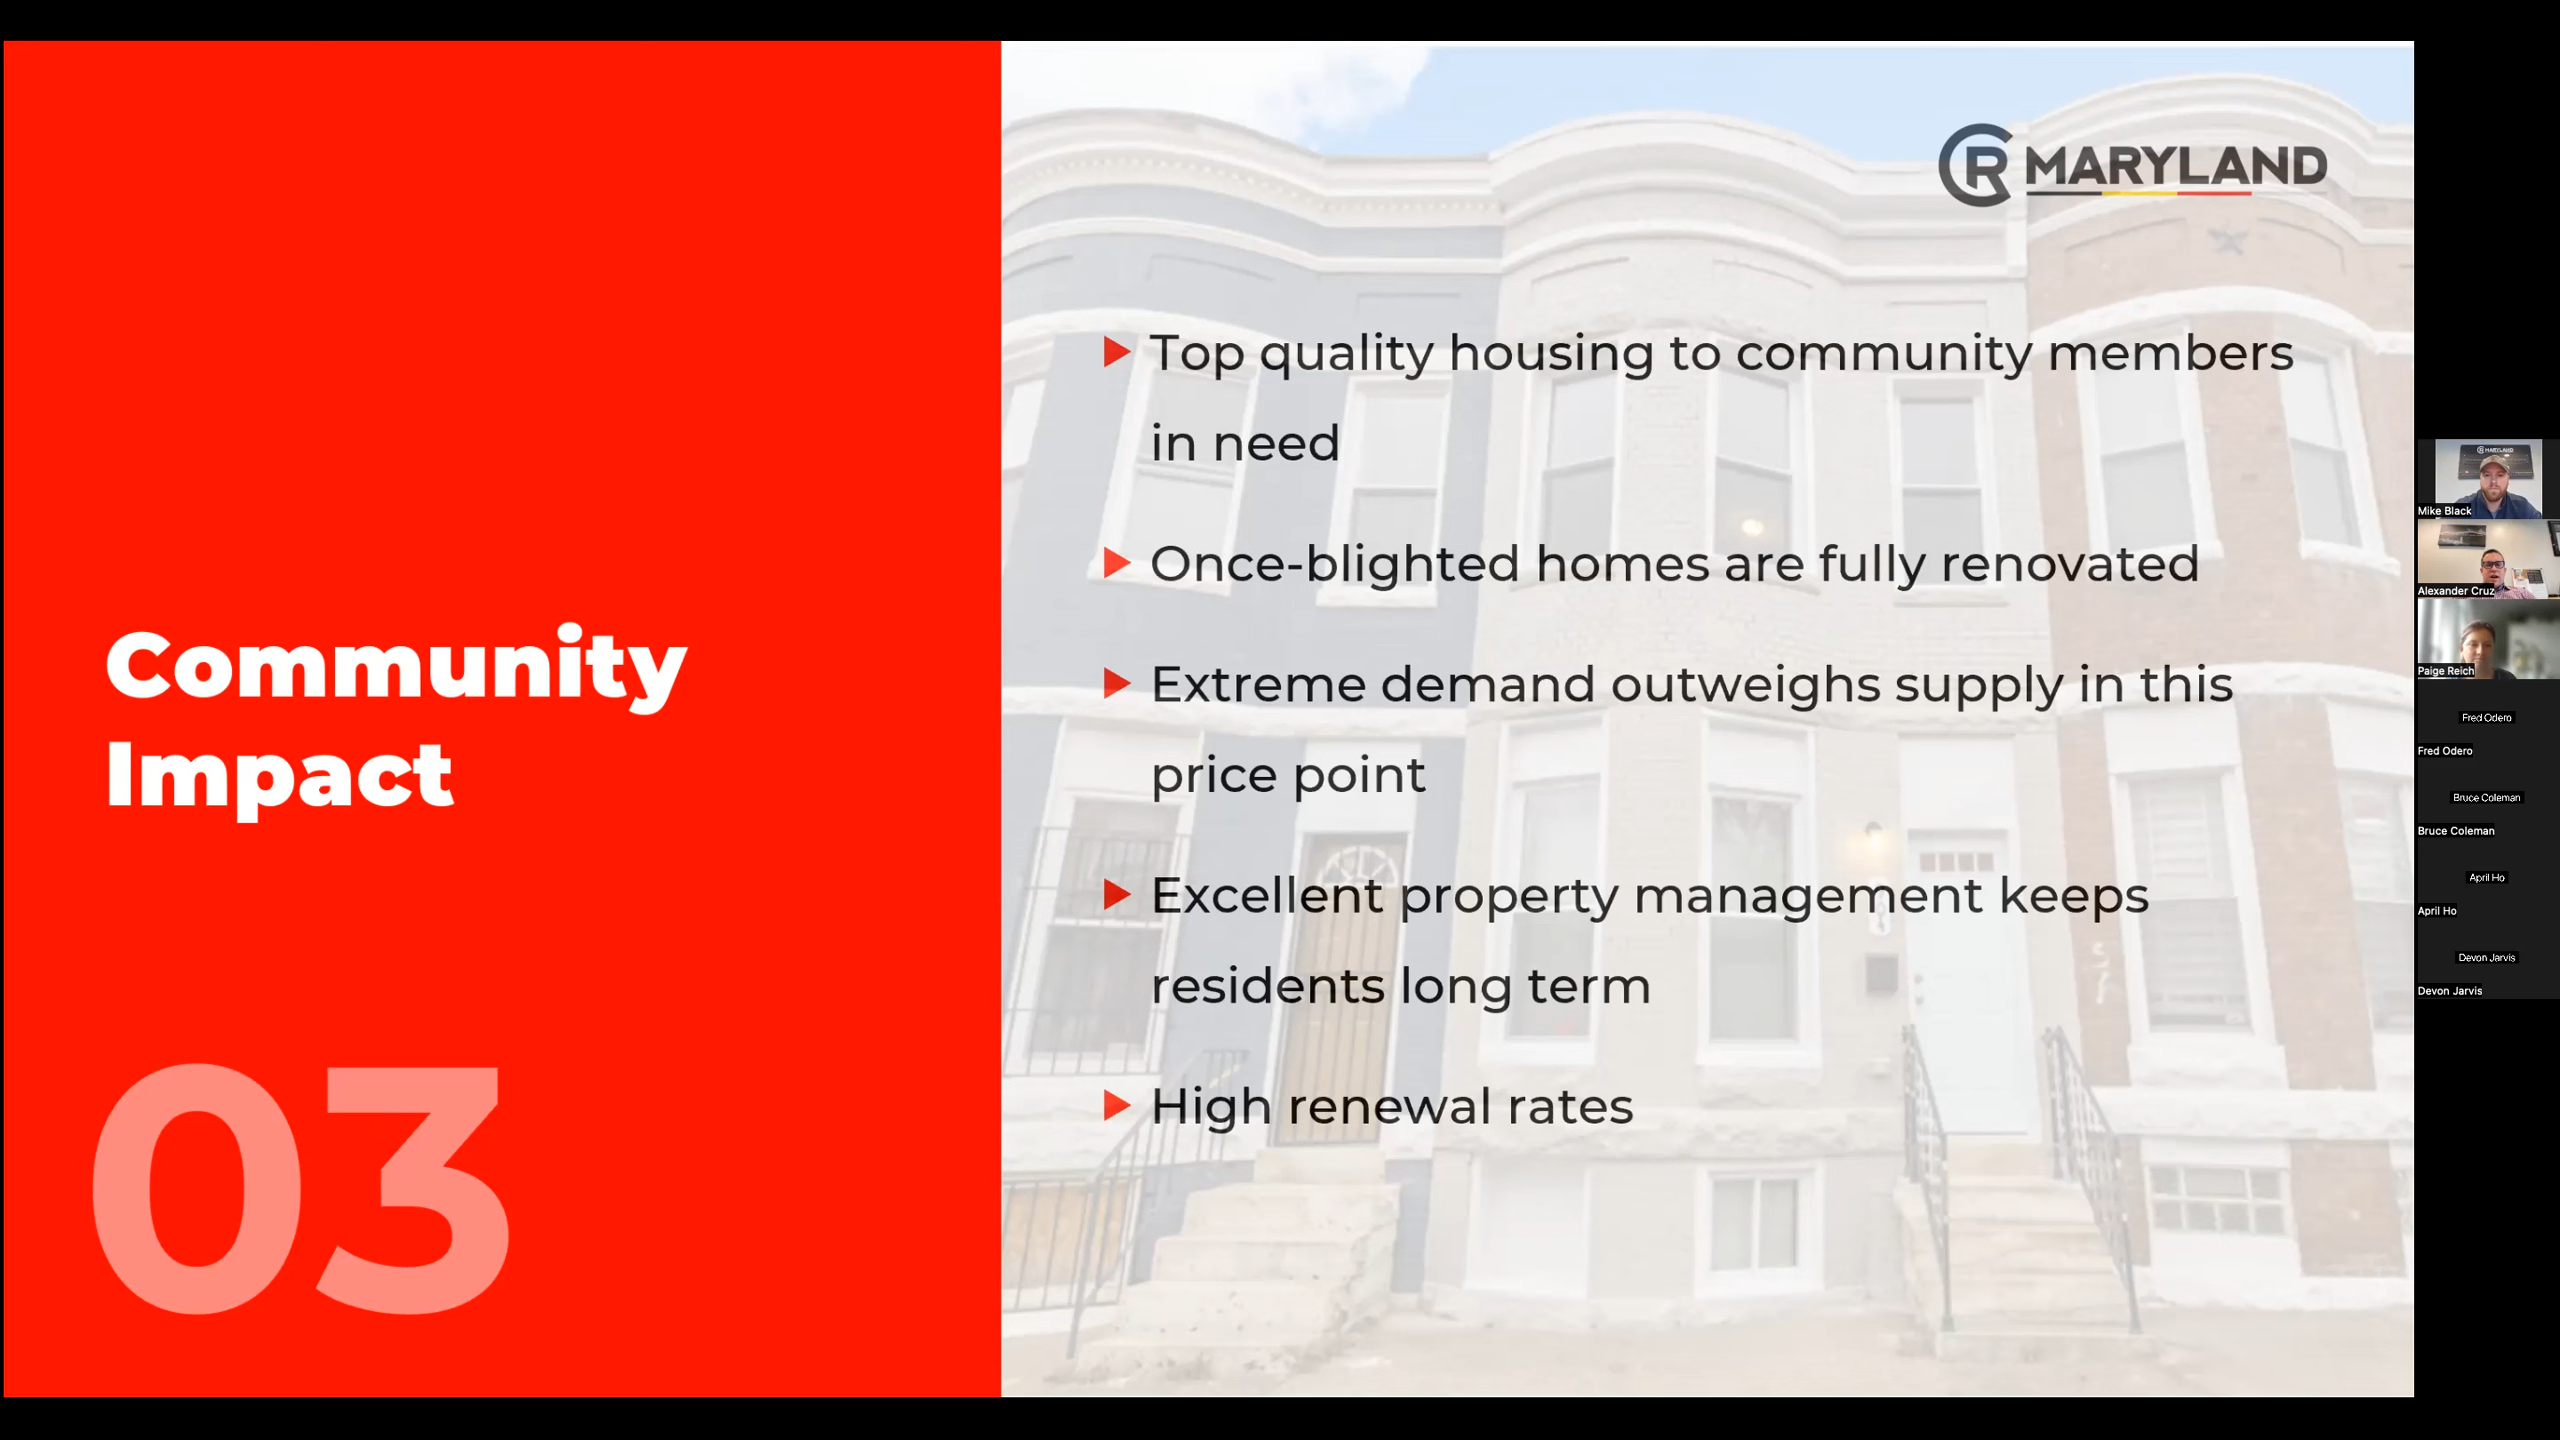 CR MARYLAND
Community
Impact
03
Top quality housing to community members
in need
Once-blighted homes are fully renovated
Extreme demand outweighs supply in this
price point
Excellent property management keeps
residents long term
High renewal rates
MARYLAND
Mike Black
Alexander Cruz
Paige Reich
Fred Odero
Fred Odero
Bruce Coleman
Bruce Coleman
April Ho
April Ho
Devon Jarvis
Devon Jarvis